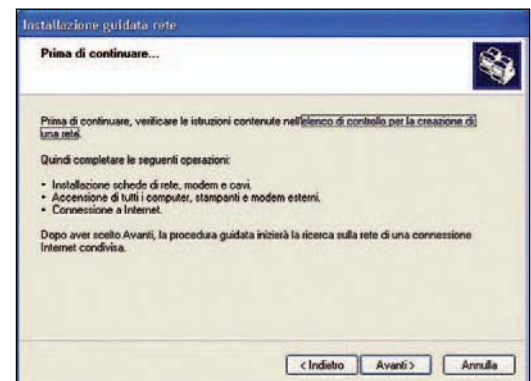 Installazione guidata rete
Prima di continuare...
Prima di continuare, verificare le istruzioni contenute nell'elenco di controllo per la creazione di
una rete.
Quindi completare le seguenti operazioni:
• Installazione schede di rete, modem e cavi.
• Accensione di tutti i computer, stampanti e modem esterni.
• Connessione a Internet.
Dopo aver scelto Avanti, la procedura guidata inizierà la ricerca sulla rete di una connessione
Internet condivisa.
< Indietro Avanti > Annulla